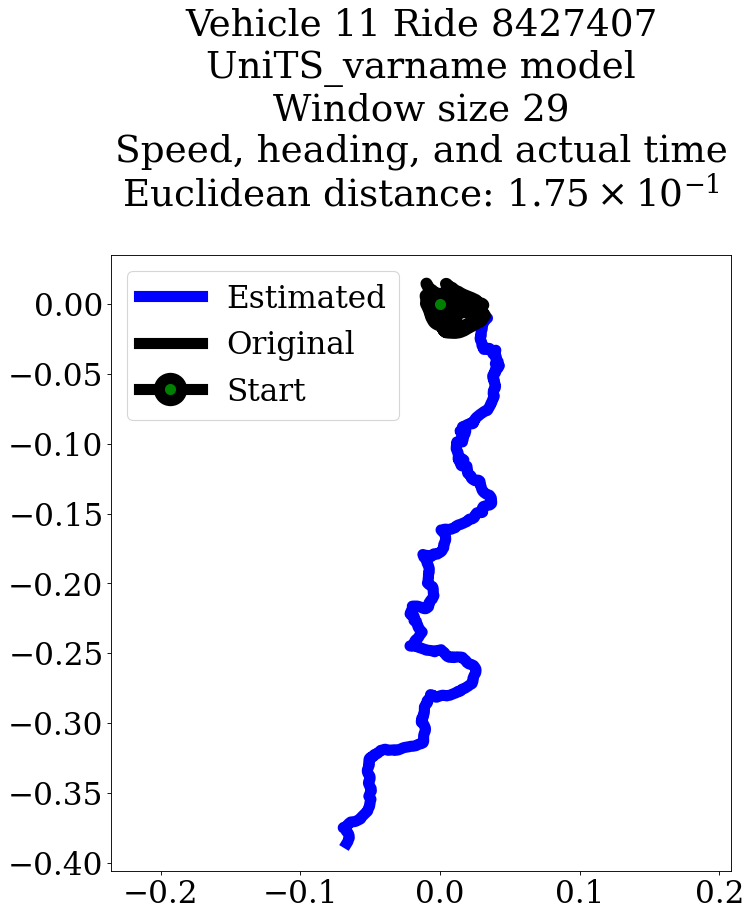 Vehicle 11 Ride 8427407
UniTS_varname model
Window size 29
Speed, heading, and actual time
Euclidean distance: 1.75 × 10⁻¹
Estimated
Original
Start
0.00
−0.05
−0.10
−0.15
−0.20
−0.25
−0.30
−0.35
−0.40
−0.2
−0.1
0.0
0.1
0.2